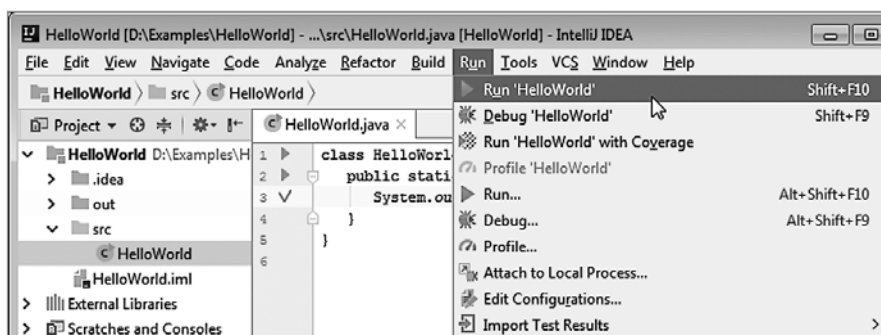 HelloWorld [D:\Examples\HelloWorld] - ...\src\HelloWorld.java [HelloWorld] - IntelliJ IDEA
File Edit View Navigate Code Analyze Refactor Build Run Tools VCS Window Help
HelloWorld src HelloWorld
Project
HelloWorld D:\Examples\H
.idea
out
src
HelloWorld
HelloWorld.iml
External Libraries
Scratches and Consoles
HelloWorld.java
1 class HelloWorl
2 public stati
3 System.ou
4 }
5 }
6
Run 'HelloWorld' Shift+F10
Debug 'HelloWorld' Shift+F9
Run 'HelloWorld' with Coverage
Profile 'HelloWorld'
Run... Alt+Shift+F10
Debug... Alt+Shift+F9
Profile...
Attach to Local Process...
Edit Configurations...
Import Test Results